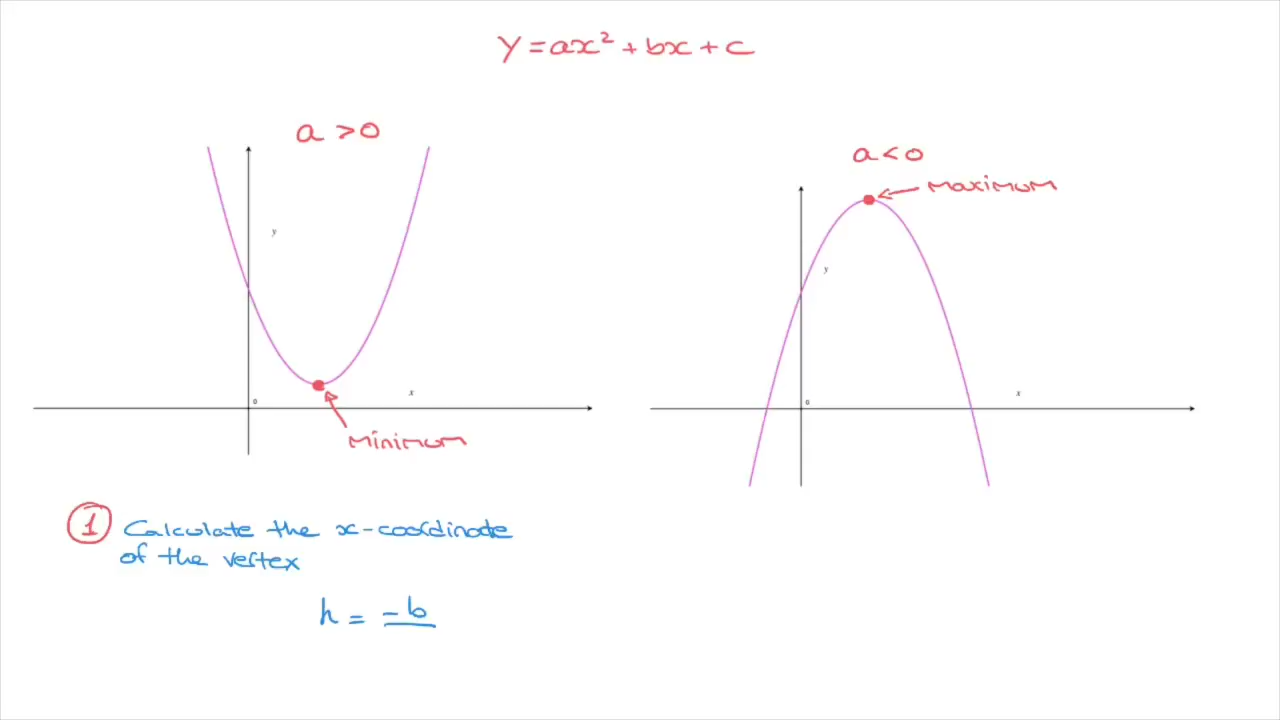 Y = ax² + bx + c
a > 0
y
0
x
Minimum
a < 0
Maximum
y
0
x
1 Calculate the x-coordinate
of the vertex
h = -b